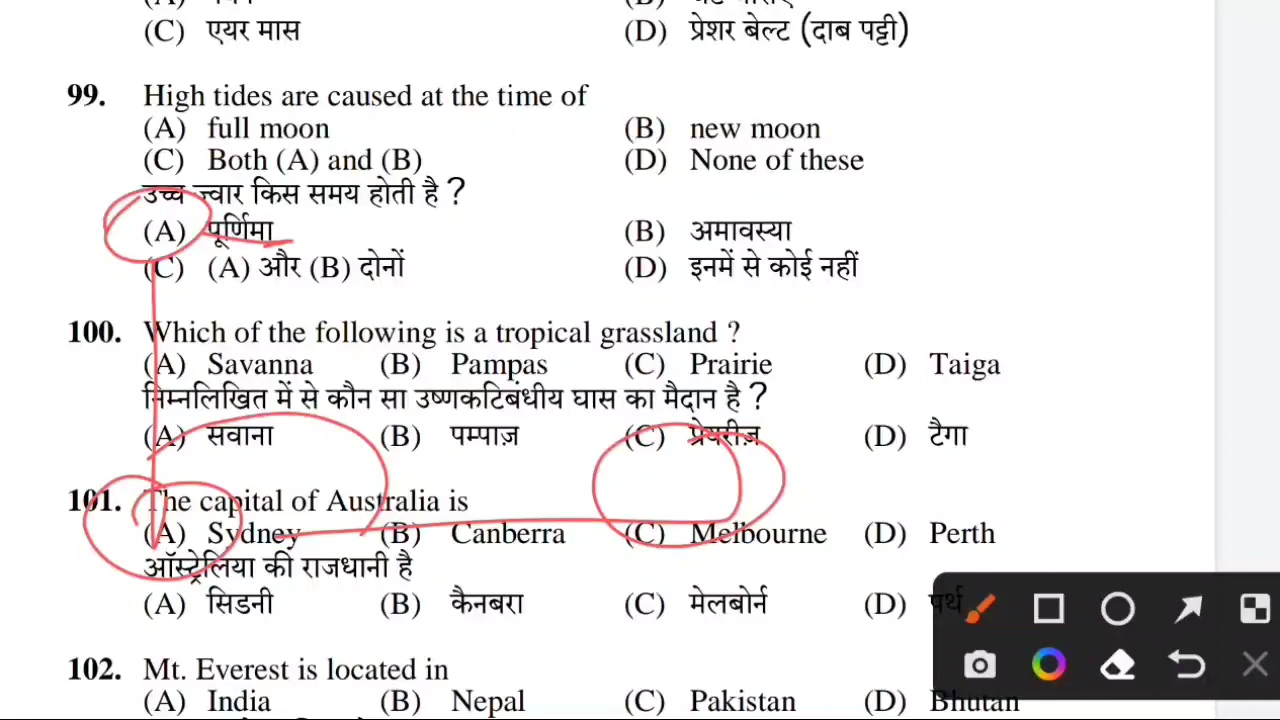 (C) एयर मास (D) प्रेशर बेल्ट (दाब पट्टी)
99. High tides are caused at the time of
(A) full moon (B) new moon
(C) Both (A) and (B) (D) None of these
उच्च ज्वार किस समय होती है ?
(A) पूर्णिमा (B) अमावस्या
(C) (A) और (B) दोनों (D) इनमें से कोई नहीं
100. Which of the following is a tropical grassland ?
(A) Savanna (B) Pampas (C) Prairie (D) Taiga
निम्नलिखित में से कौन सा उष्णकटिबंधीय घास का मैदान है ?
(A) सवाना (B) पम्पाज़ (C) प्रेयरीज़ (D) टैगा
101. The capital of Australia is
(A) Sydney (B) Canberra (C) Melbourne (D) Perth
ऑस्ट्रेलिया की राजधानी है
(A) सिडनी (B) कैनबरा (C) मेलबोर्न (D) पर्थ
102. Mt. Everest is located in
(A) India (B) Nepal (C) Pakistan (D) Bhutan